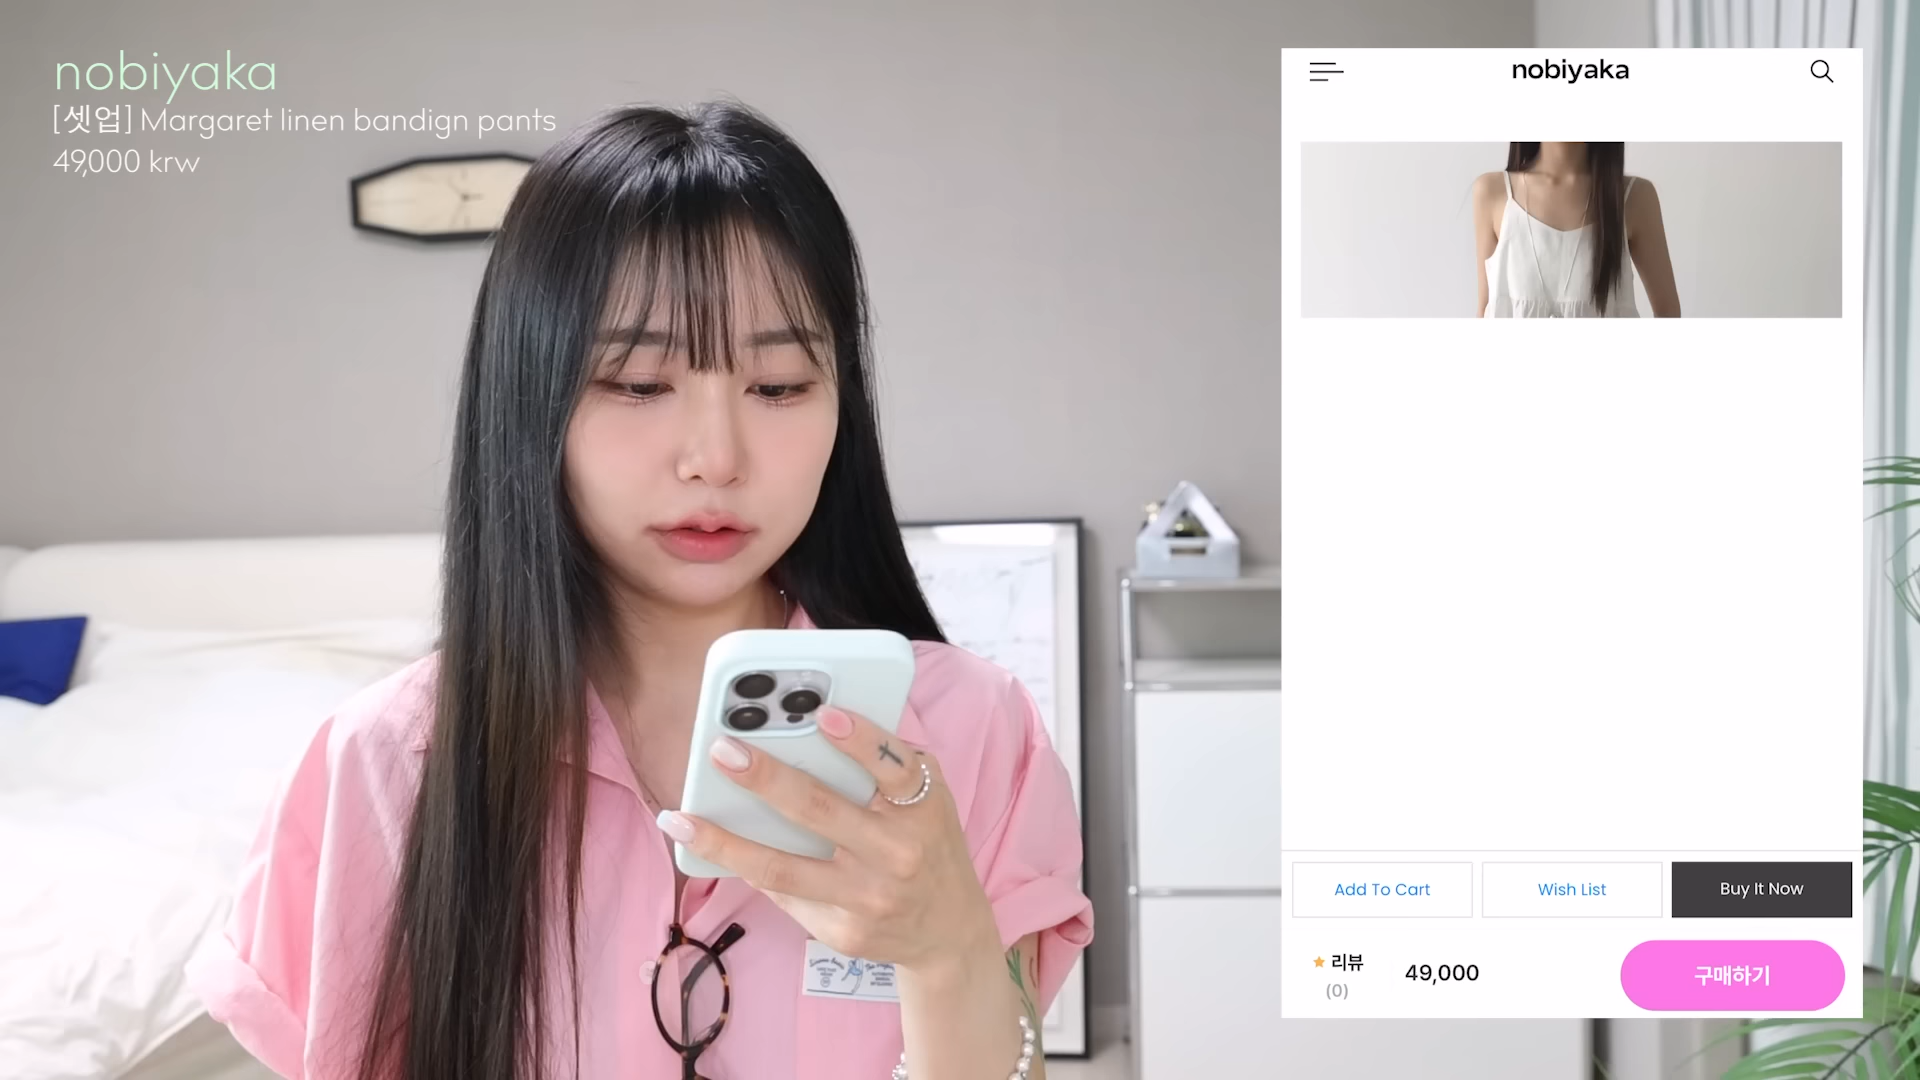 nobiyaka
[셋업] Margaret linen bandign pants
49,000 krw
nobiyaka
Add To Cart
Wish List
Buy It Now
리뷰
(0)
49,000
구매하기